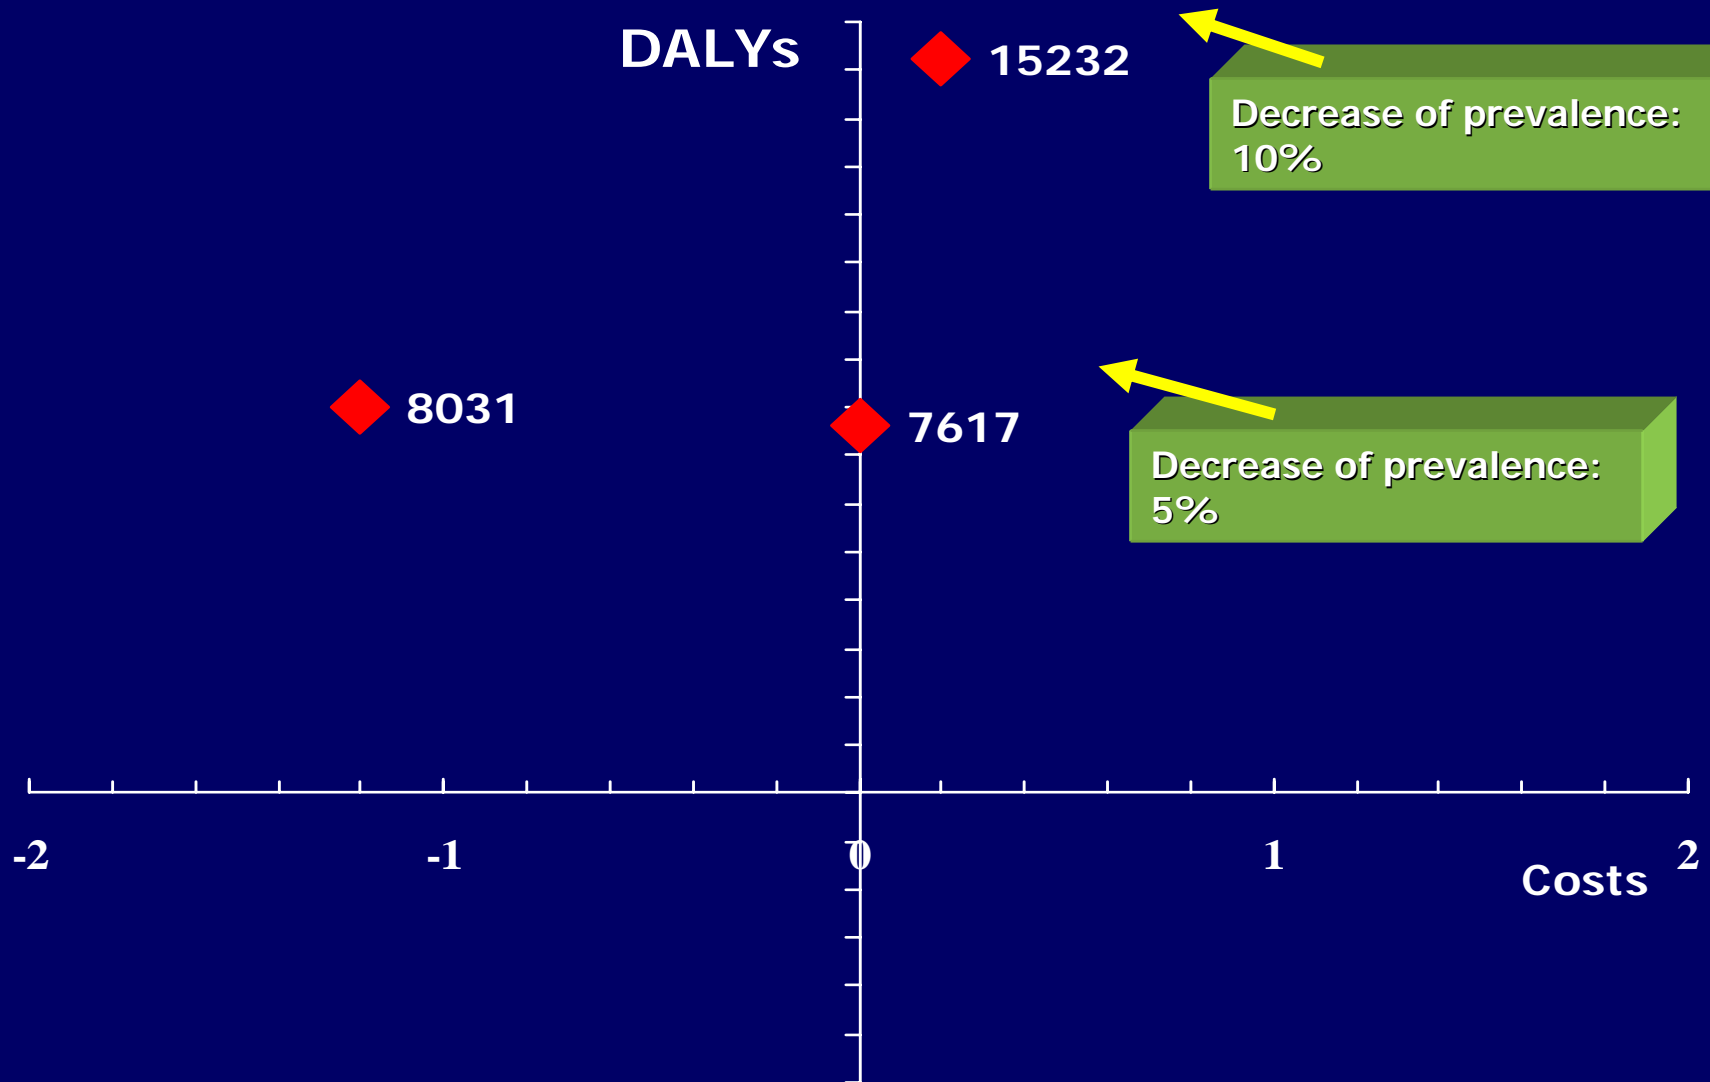 DALYs
15232
Decrease of prevalence:
10%
8031
7617
Decrease of prevalence:
5%
-2
-1
0
1
2
Costs